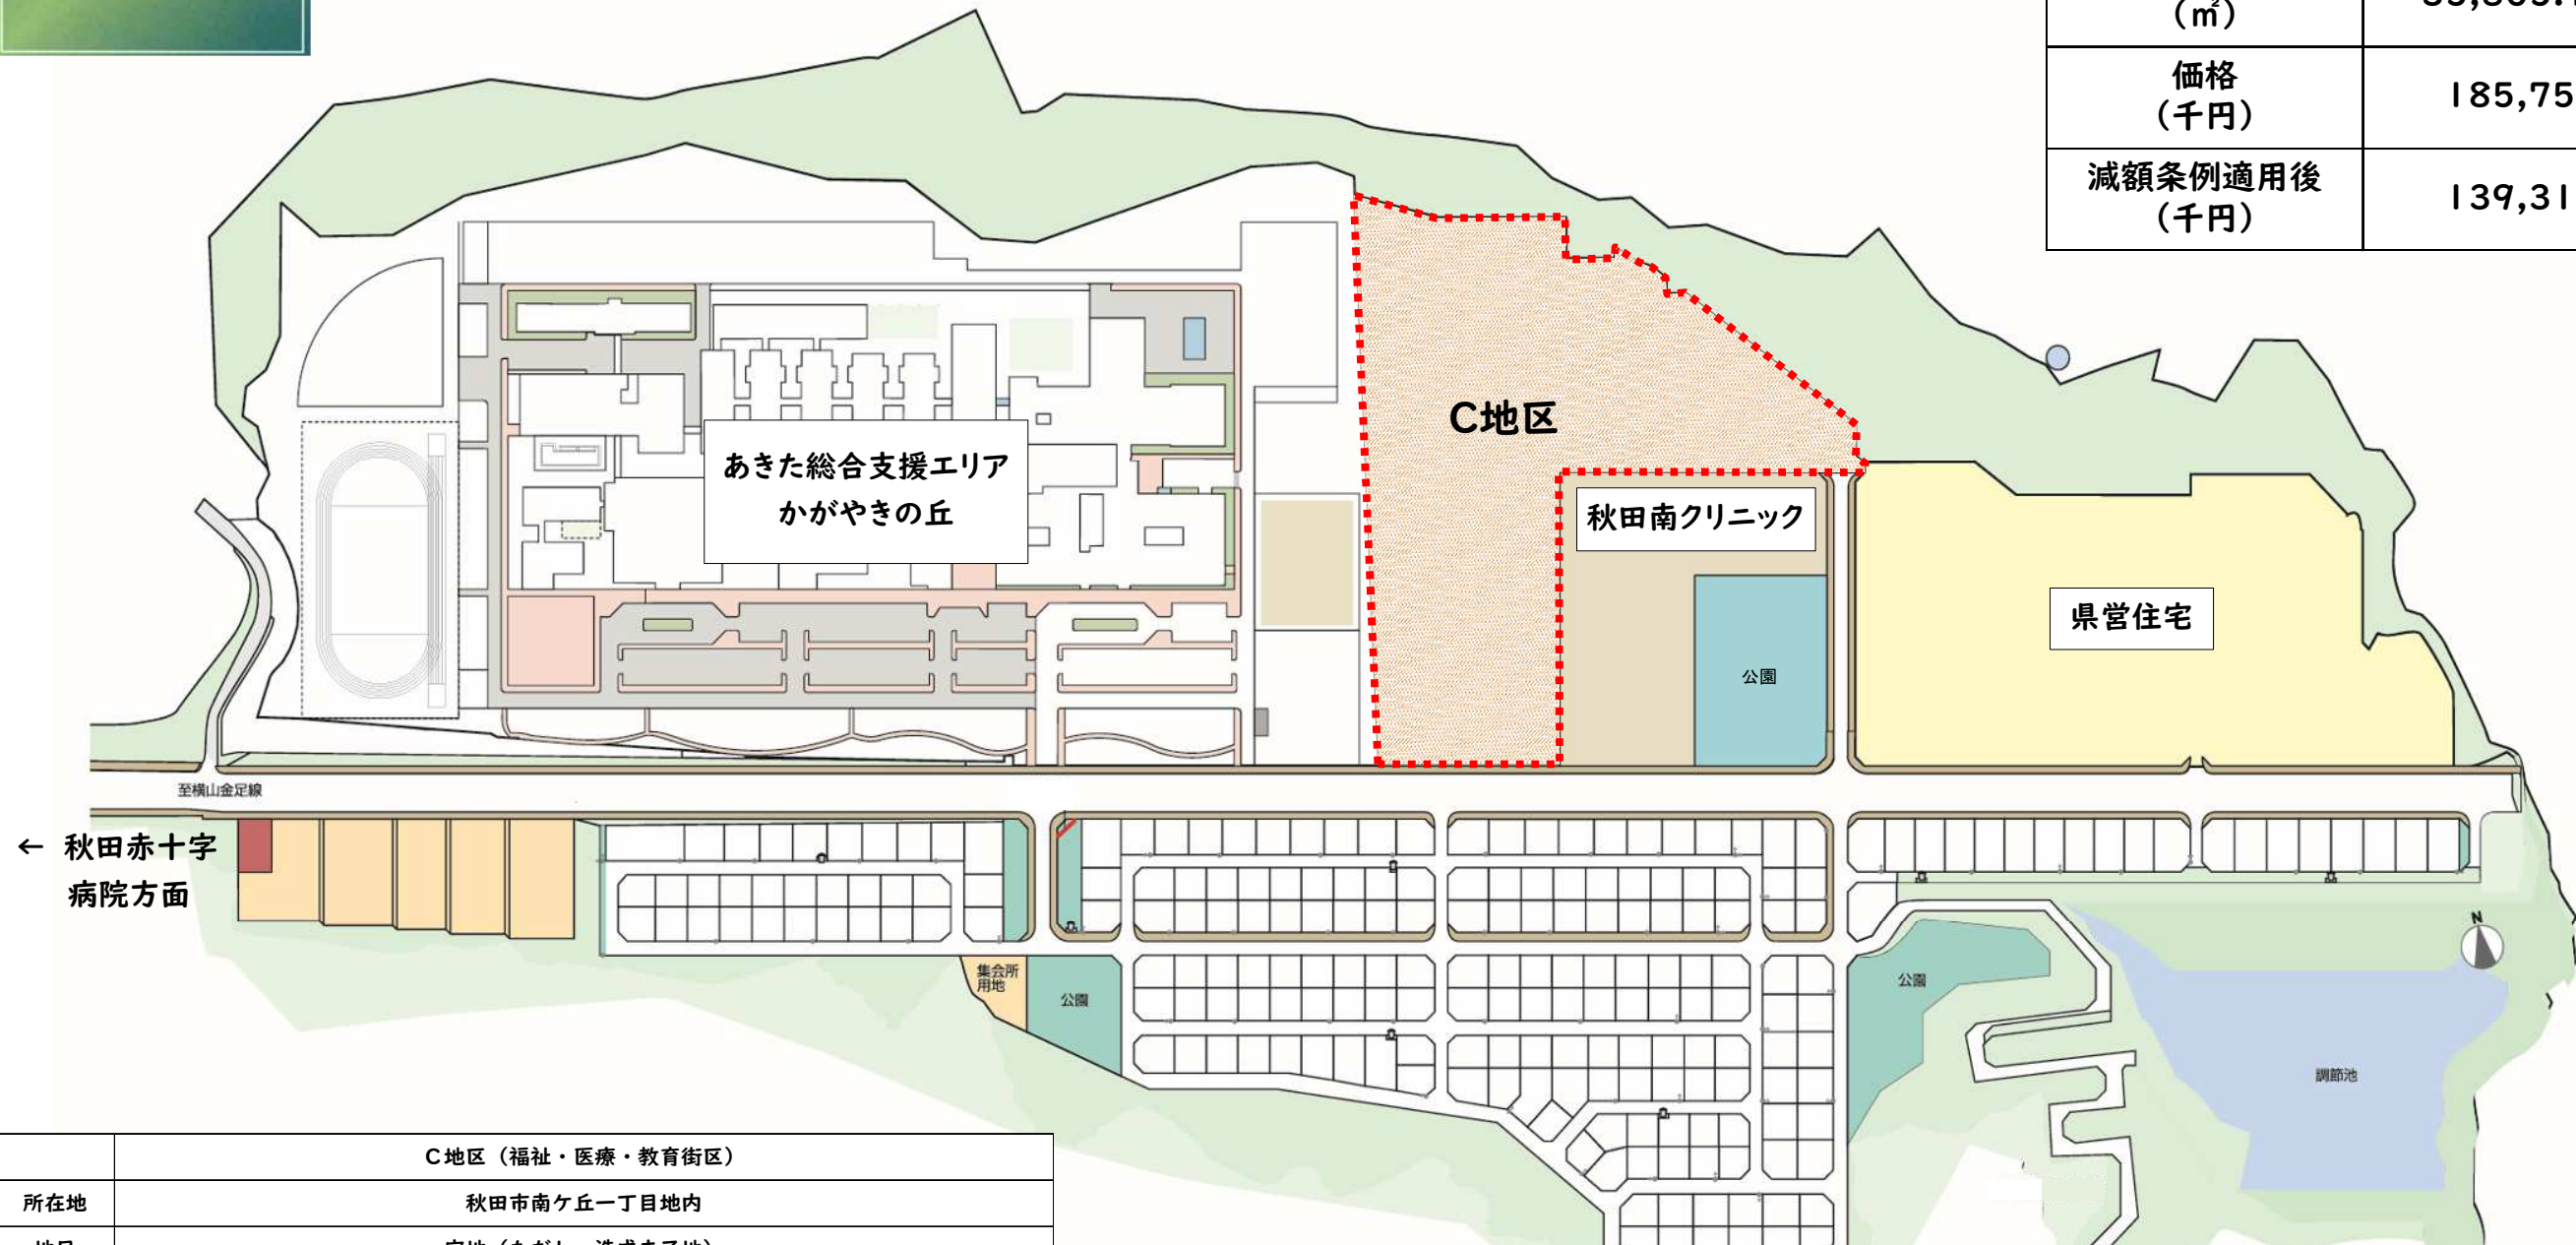 (㎡)
価格
(千円)
185,75
減額条例適用後
(千円)
139,31
C地区
あきた総合支援エリア
かがやきの丘
秋田南クリニック
県営住宅
公園
至横山金足線
← 秋田赤十字
病院方面
集会所
用地
公園
公園
N
調節池
C地区（福祉・医療・教育街区）
所在地
秋田市南ケ丘一丁目地内